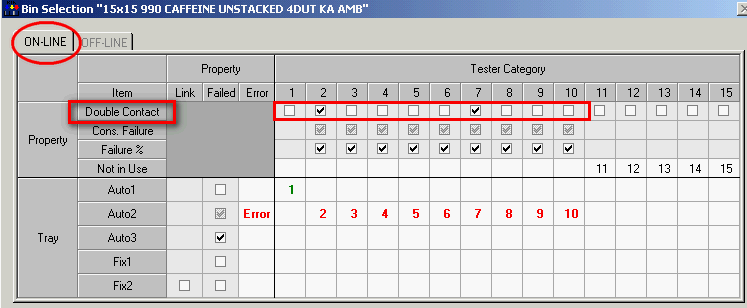 Bin Selection "15x15 990 CAFFEINE UNSTACKED 4DUT KA AMB"
ON-LINE OFF-LINE
Property Tester Category
Item Link Failed Error 1 2 3 4 5 6 7 8 9 10 11 12 13 14 15
Double Contact
Cons. Failure
Property
Failure %
Not in Use 11 12 13 14 15
Auto1 1
Auto2 Error 2 3 4 5 6 7 8 9 10
Tray Auto3
Fix1
Fix2